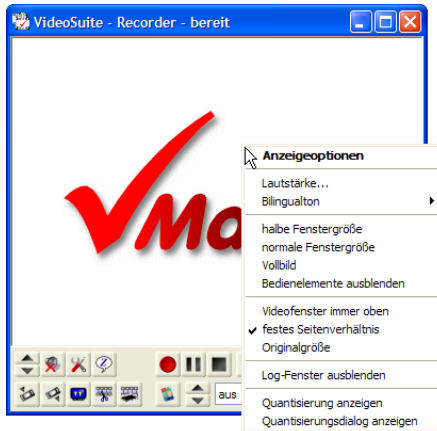 VideoSuite - Recorder - bereit
Anzeigeoptionen
Lautstärke...
Bilingualton
halbe Fenstergröße
normale Fenstergröße
Vollbild
Bedienelemente ausblenden
Videofenster immer oben
festes Seitenverhältnis
Originalgröße
Log-Fenster ausblenden
Quantisierung anzeigen
Quantisierungsdialog anzeigen
aus